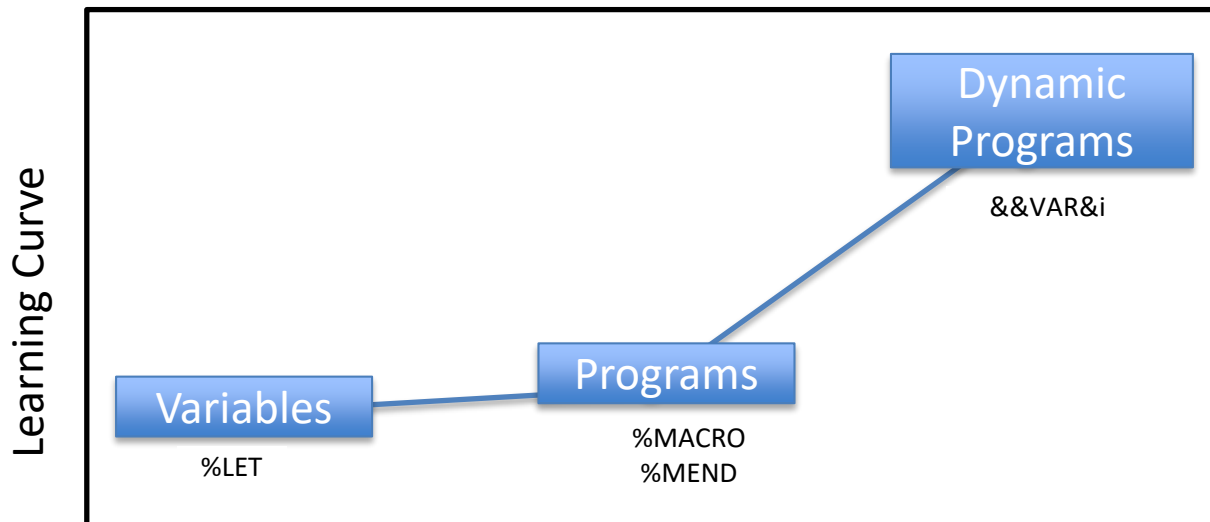 Learning Curve
Dynamic
Programs
&&VAR&i
Programs
%MACRO
%MEND
Variables
%LET